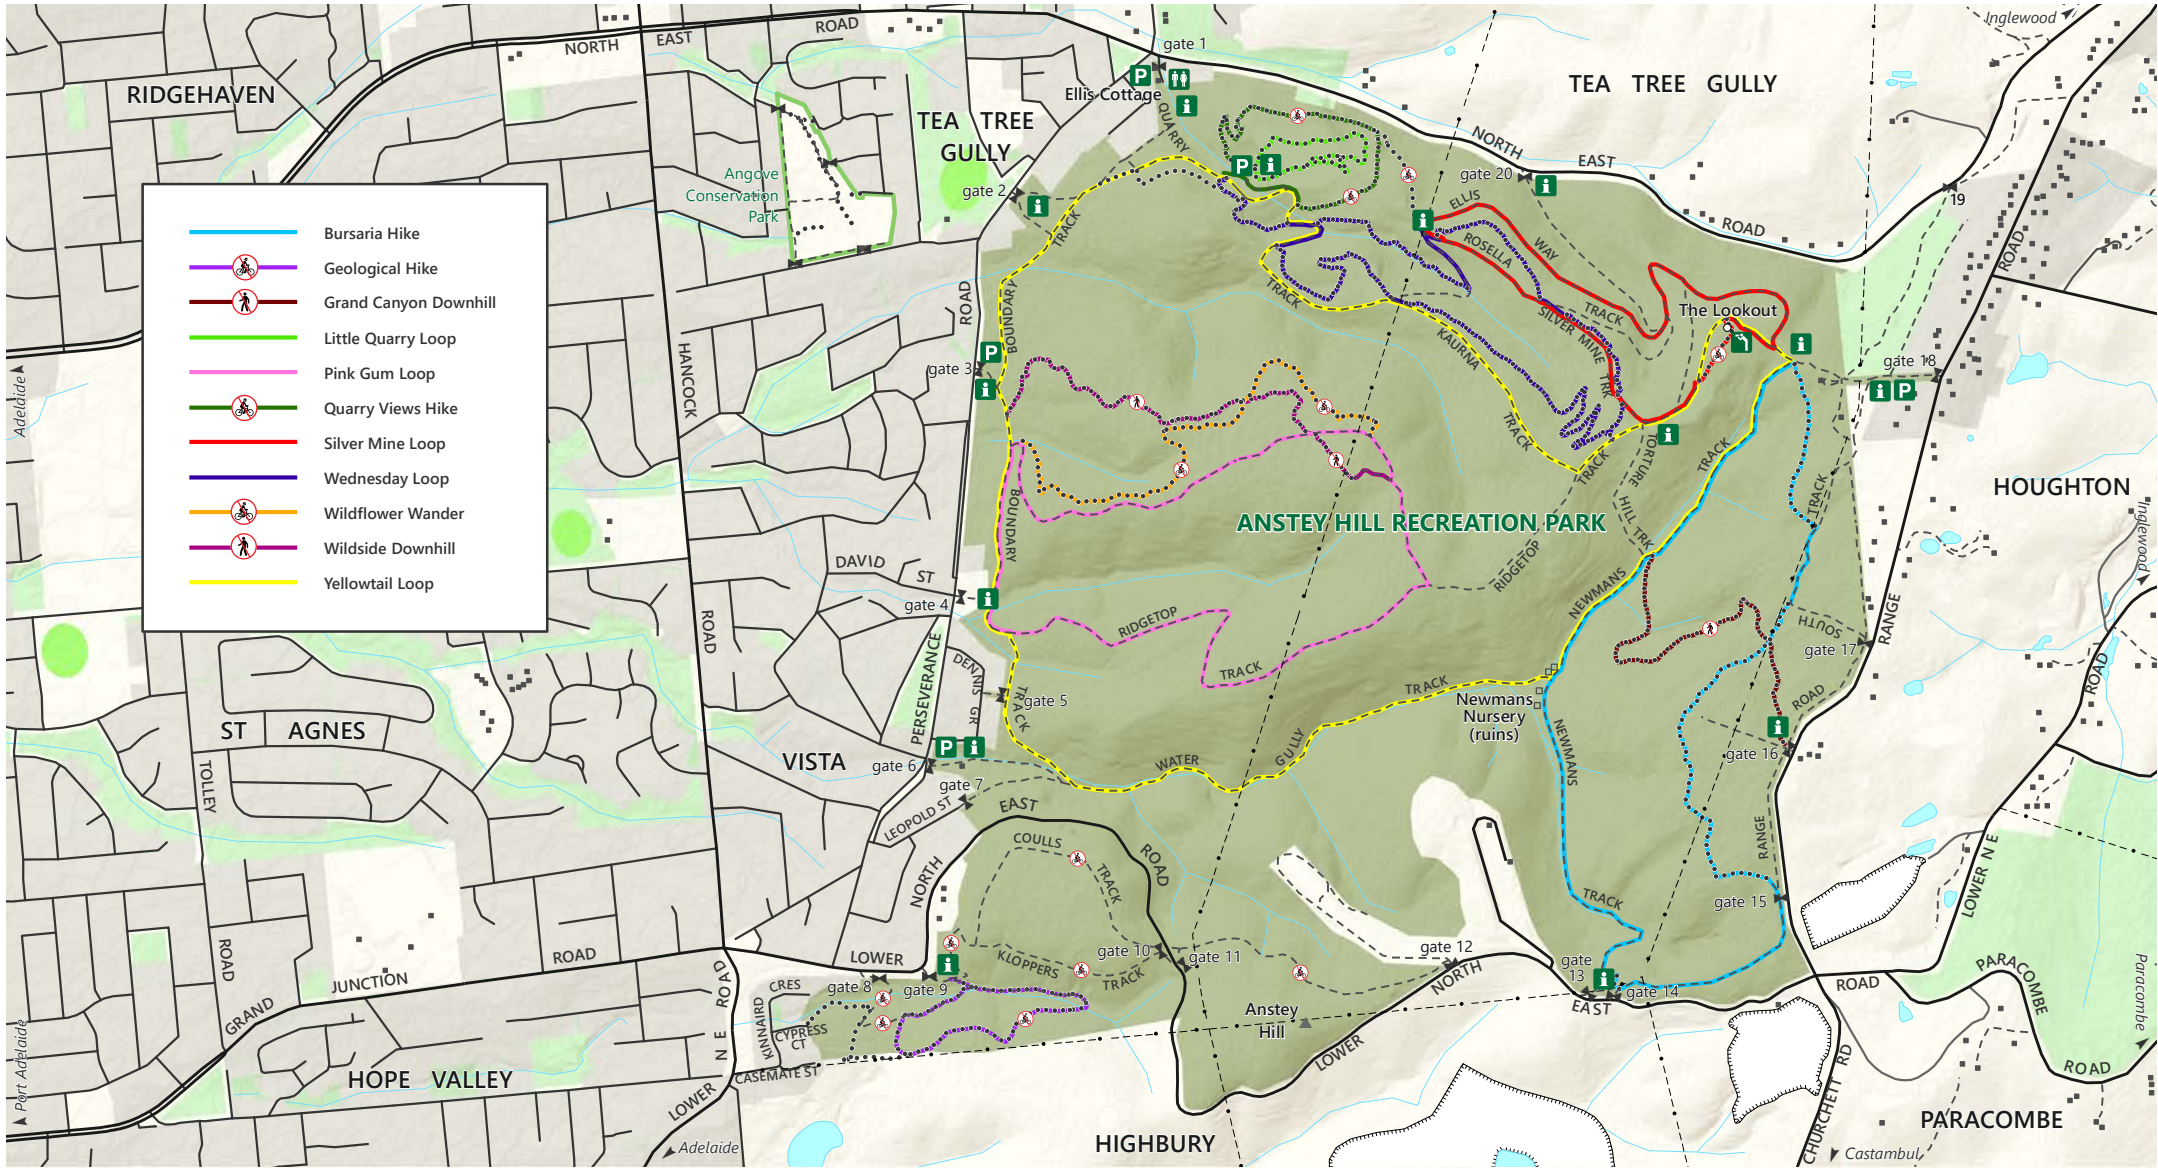 Inglewood
gate 1
NORTH
EAST
ROAD
TEA TREE GULLY
RIDGEHAVEN
Ellis Cottage
QUARRY
TEA TREE
GULLY
NORTH
EAST
ROAD
gate 20
gate 2
19
Angove
Conservation
Park
TRACK
ELLIS
WAY
ROSELLA
TRACK
ROAD
Bursaria Hike
Geological Hike
Grand Canyon Downhill
Little Quarry Loop
Pink Gum Loop
Quarry Views Hike
Silver Mine Loop
Wednesday Loop
Wildflower Wander
Wildside Downhill
Yellowtail Loop
ROAD
BOUNDARY
TRACK
The Lookout
SILVER MINE TRK
KAURNA
TRACK
HANCOCK
gate 3
gate 18
Adelaide
TRACK
TORTURE
HILL TRK
TRACK
TRACK
HOUGHTON
Inglewood
BOUNDARY
ANSTEY HILL RECREATION PARK
RIDGETOP
DAVID ST
gate 4
NEWMANS
RANGE
ROAD
RIDGETOP
TRACK
SOUTH
gate 17
ROAD
PERSEVERANCE
DENNIS GR
gate 5
TRACK
TRACK
Newmans
Nursery
(ruins)
NEWMANS
ROAD
ST AGNES
VISTA
gate 6
WATER
GULLY
gate 16
TOLLEY
gate 7
LEOPOLD ST
EAST
COULLS
TRACK
ROAD
NORTH
RANGE
LOWER NE
TRACK
gate 15
ROAD
JUNCTION
ROAD
LOWER
gate 10
gate 11
gate 12
gate
13
gate 14
KLOPPERS
TRACK
NORTH
ROAD
PARACOMBE
Paracombe
GRAND
ROAD
gate 8
gate 9
CRES
KINNAIRD
CYPRESS
CT
Anstey
Hill
EAST
LOWER
Port Adelaide
HOPE VALLEY
CASEMATE ST
N E
LOWER
CHURCHETT RD
ROAD
PARACOMBE
HIGHBURY
Adelaide
Castambul